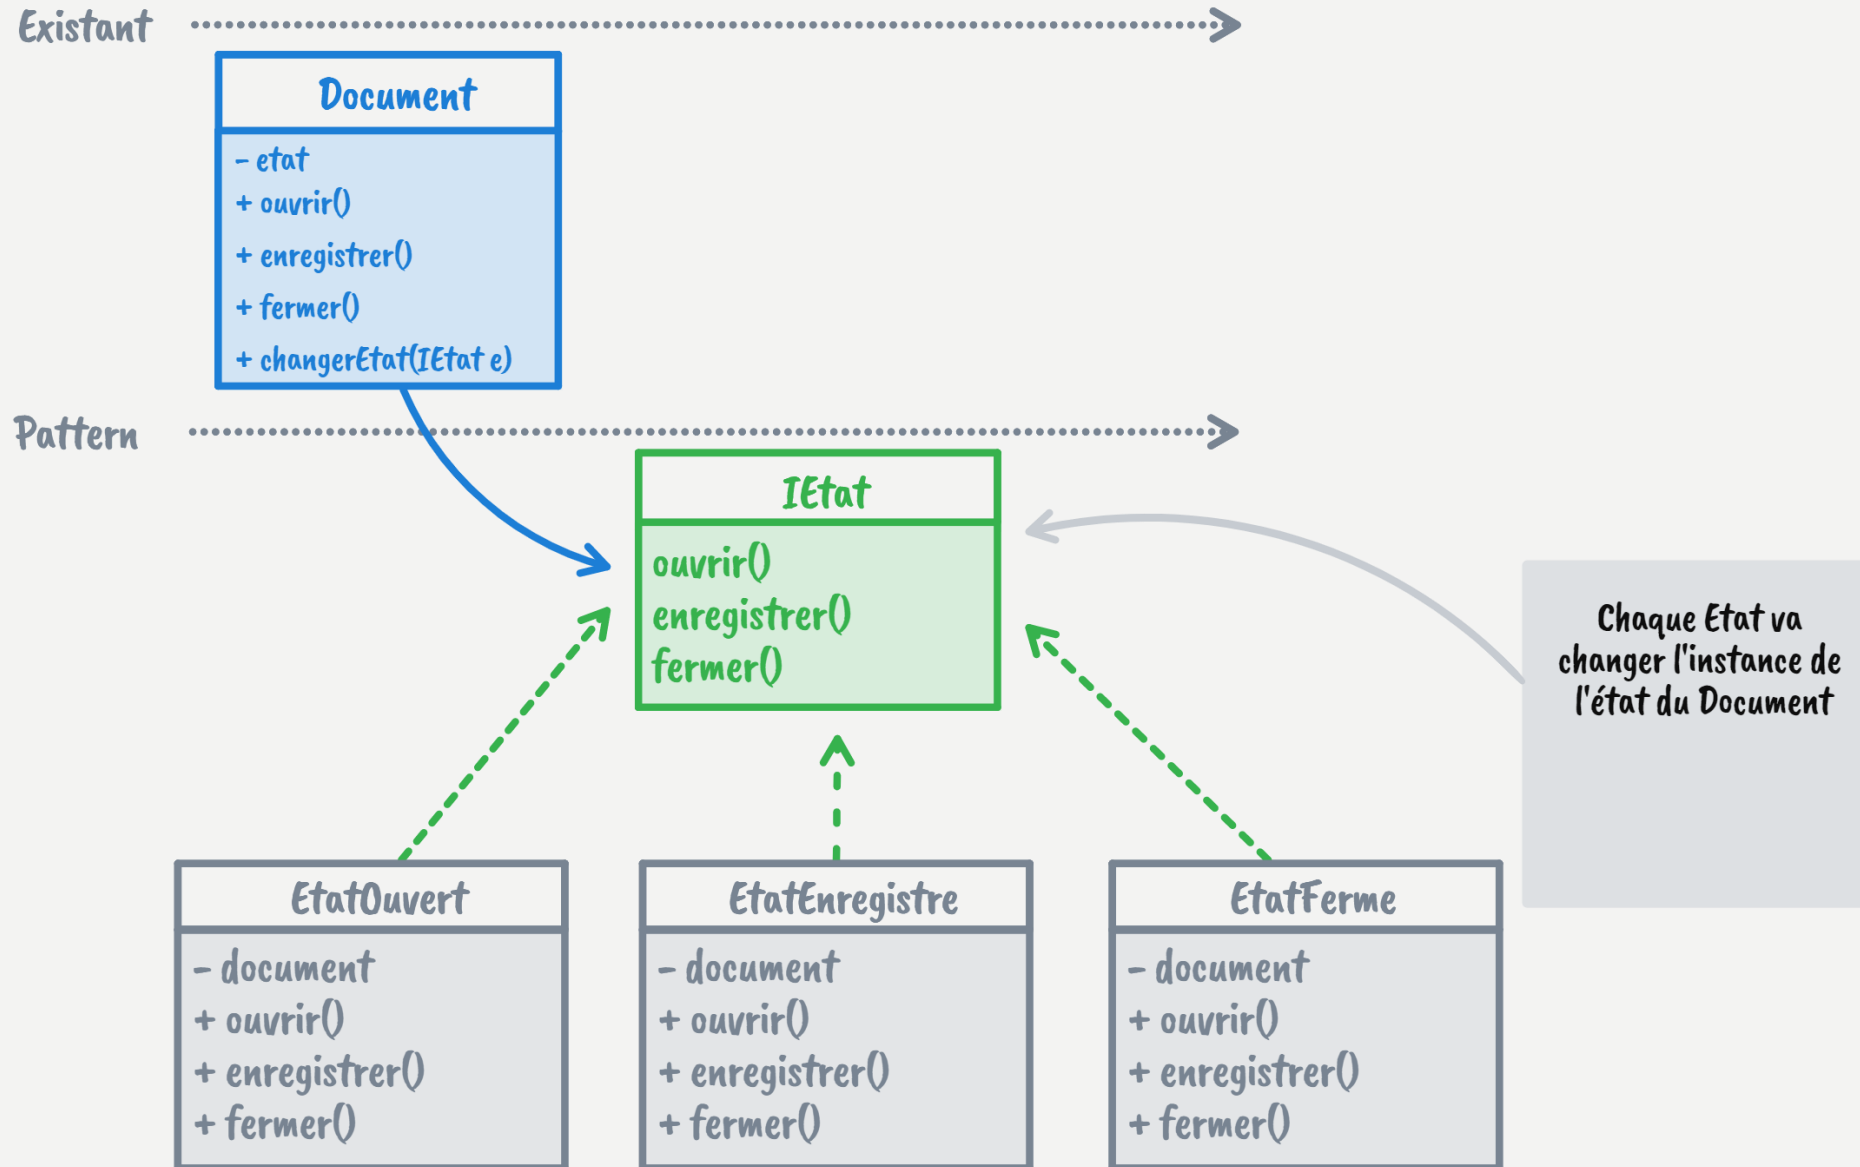 Existant
Document
- etat
+ ouvrir()
+ enregistrer()
+ fermer()
+ changerEtat(IEtat e)
Pattern
IEtat
ouvrir()
enregistrer()
fermer()
Chaque Etat va
changer l'instance de
l'état du Document
EtatOuvert
- document
+ ouvrir()
+ enregistrer()
+ fermer()
EtatEnregistre
- document
+ ouvrir()
+ enregistrer()
+ fermer()
EtatFerme
- document
+ ouvrir()
+ enregistrer()
+ fermer()